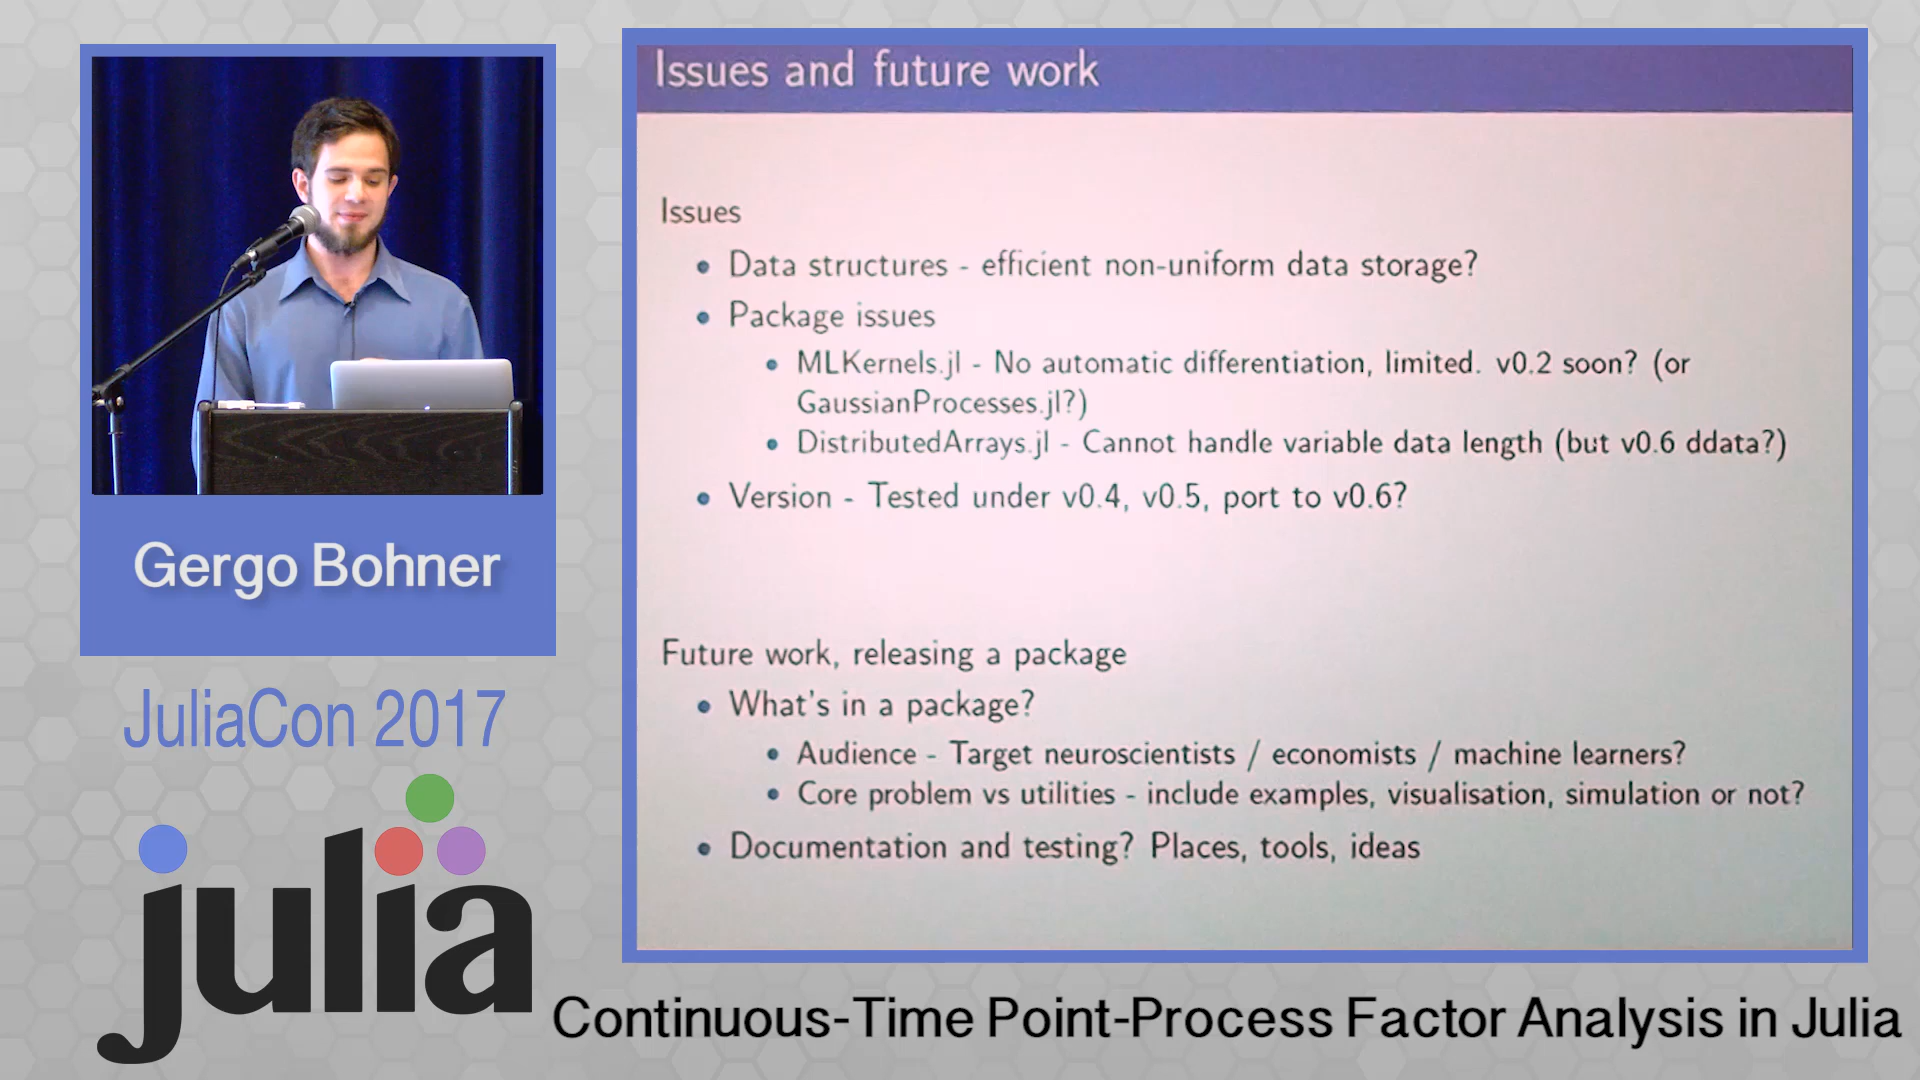 Issues and future work
Issues
Data structures - efficient non-uniform data storage?
Package issues
MLKernels.jl - No automatic differentiation, limited. v0.2 soon? (or
GaussianProcesses.jl?)
DistributedArrays.jl - Cannot handle variable data length (but v0.6 ddata?)
Version - Tested under v0.4, v0.5, port to v0.6?
Future work, releasing a package
What's in a package?
Audience - Target neuroscientists / economists / machine learners?
Core problem vs utilities - include examples, visualisation, simulation or not?
Documentation and testing? Places, tools, ideas
Gergo Bohner
JuliaCon 2017
julia
Continuous-Time Point-Process Factor Analysis in Julia